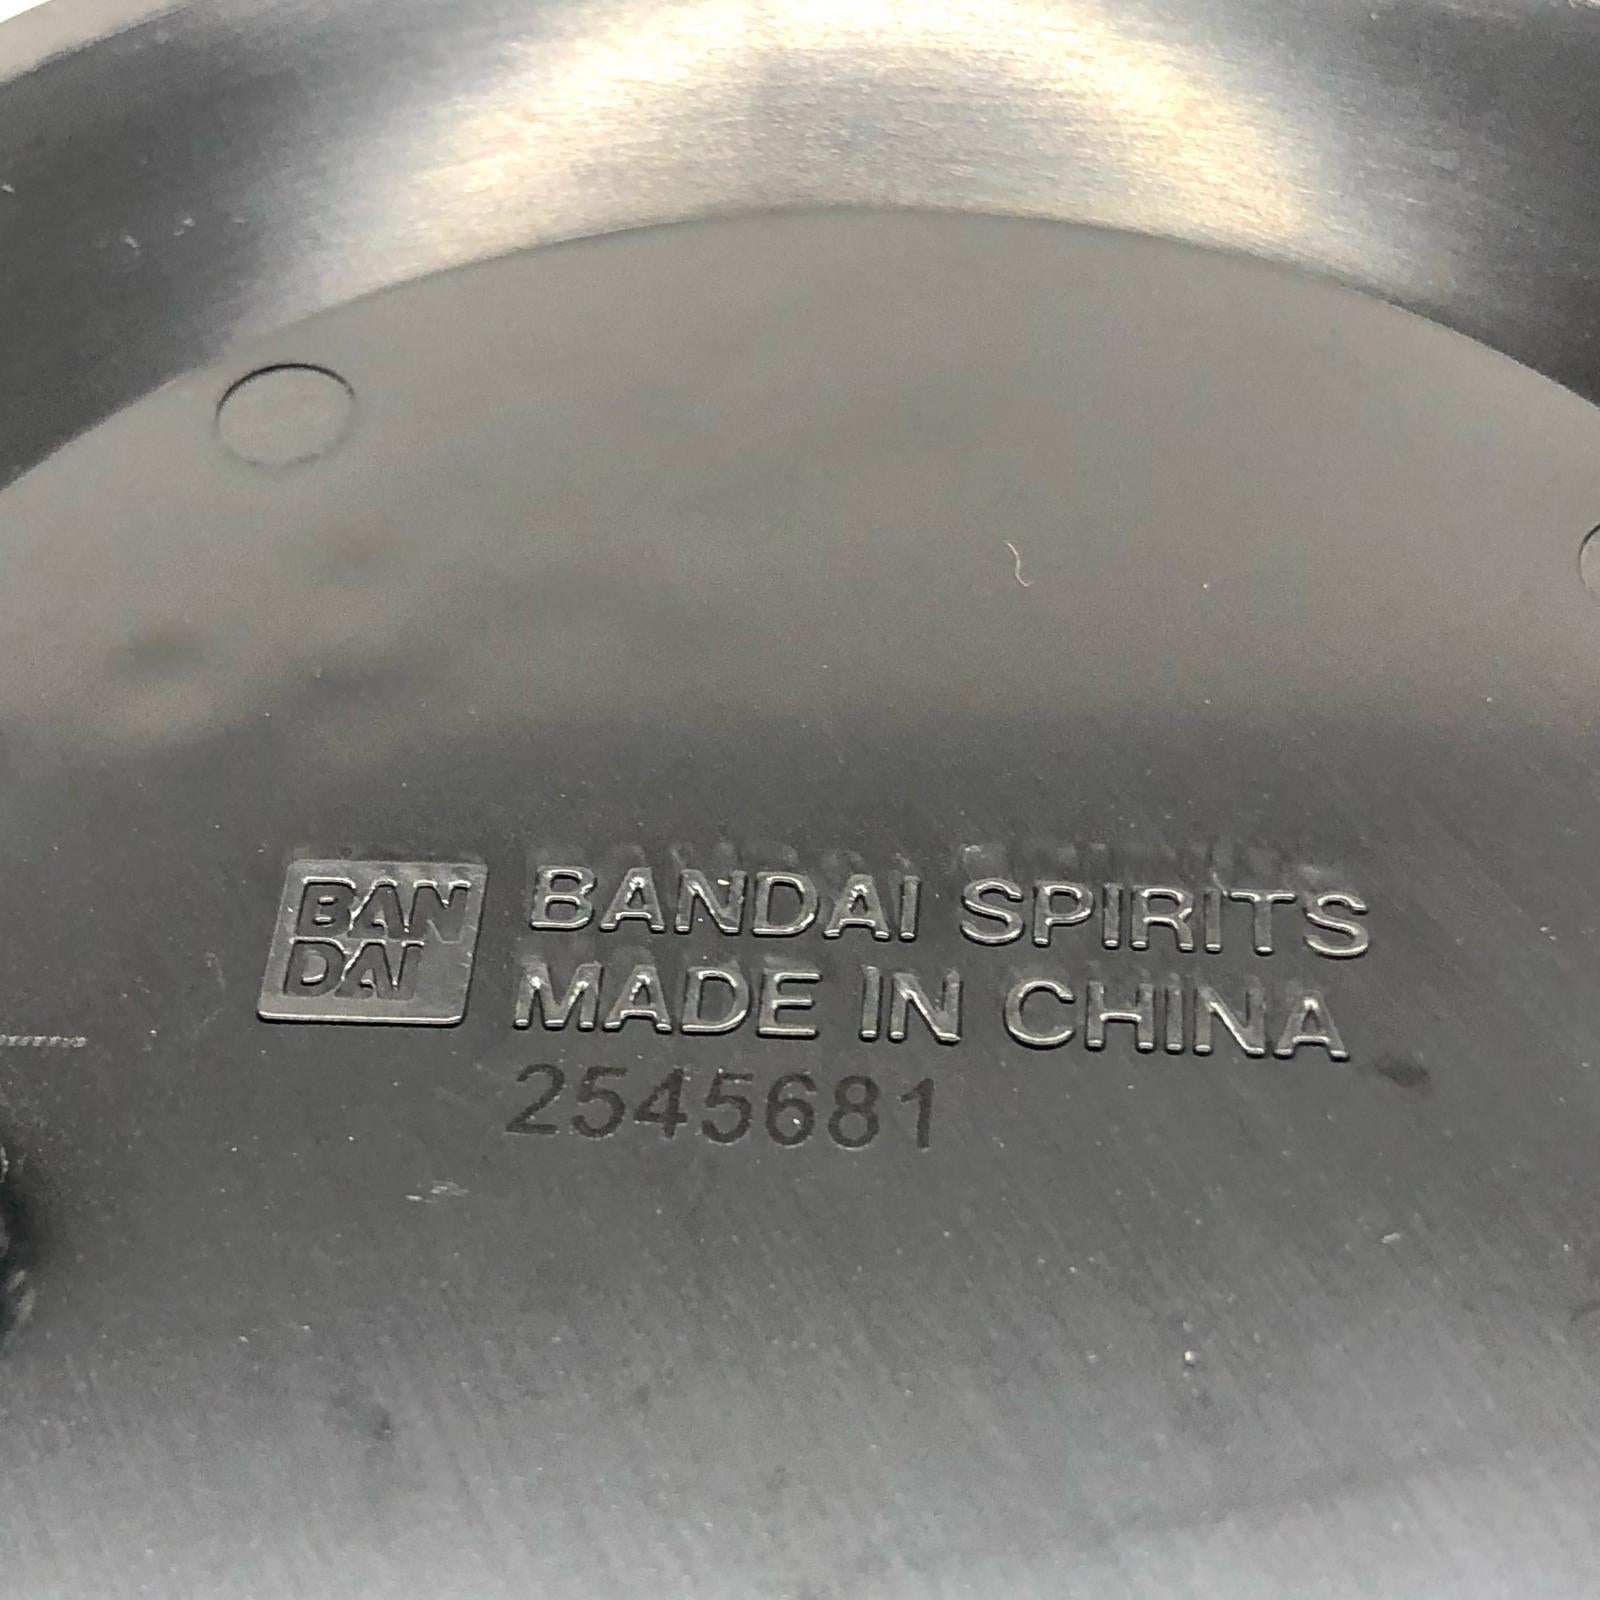 BAN
DAI
BANDAI SPIRITS
MADE IN CHINA
2545681